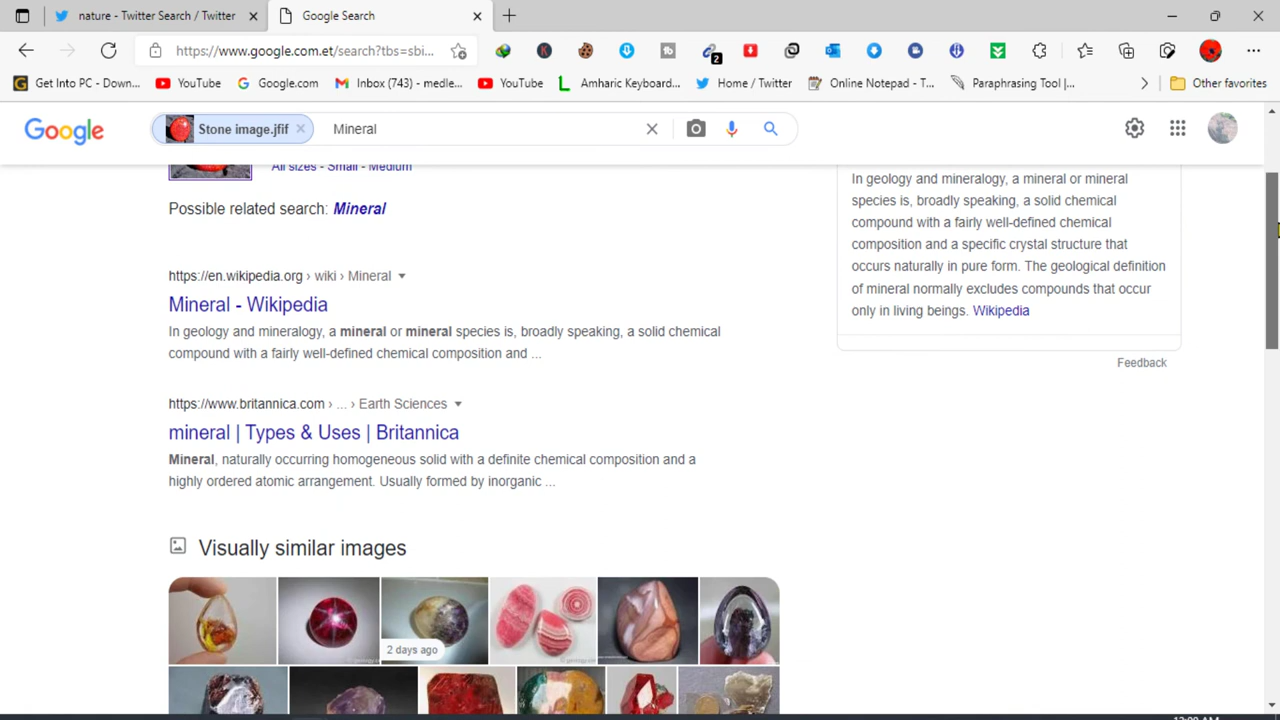 nature - Twitter Search / Twitter
Google Search
https://www.google.com.et/search?tbs=sbi...
2
Get Into PC - Down...
YouTube
Google.com
Inbox (743) - medle...
YouTube
Amharic Keyboard...
Home / Twitter
Online Notepad - T...
Paraphrasing Tool |...
Other favorites
Google
Stone image.jfif
Mineral
All sizes - Small - Medium
Possible related search: Mineral
https://en.wikipedia.org › wiki › Mineral
Mineral - Wikipedia
In geology and mineralogy, a mineral or mineral species is, broadly speaking, a solid chemical
compound with a fairly well-defined chemical composition and ...
https://www.britannica.com › ... › Earth Sciences
mineral | Types & Uses | Britannica
Mineral, naturally occurring homogeneous solid with a definite chemical composition and a
highly ordered atomic arrangement. Usually formed by inorganic ...
Visually similar images
2 days ago
In geology and mineralogy, a mineral or mineral
species is, broadly speaking, a solid chemical
compound with a fairly well-defined chemical
composition and a specific crystal structure that
occurs naturally in pure form. The geological definition
of mineral normally excludes compounds that occur
only in living beings. Wikipedia
Feedback